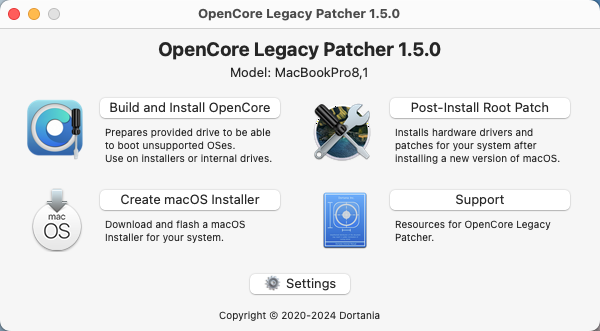 OpenCore Legacy Patcher 1.5.0
OpenCore Legacy Patcher 1.5.0
Model: MacBookPro8,1
Build and Install OpenCore
Prepares provided drive to be able
to boot unsupported OSes.
Use on installers or internal drives.
Post-Install Root Patch
Installs hardware drivers and
patches for your system after
installing a new version of macOS.
mac
OS
Create macOS Installer
Download and flash a macOS
Installer for your system.
Support
Resources for OpenCore Legacy
Patcher.
Settings
Copyright © 2020-2024 Dortania